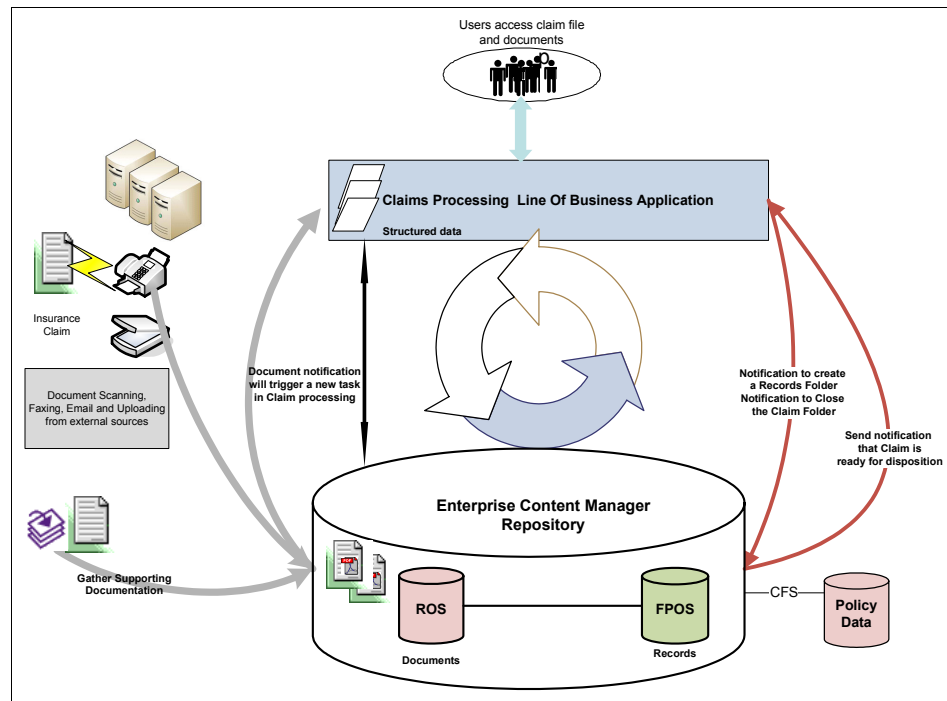 Users access claim file
and documents
Claims Processing  Line Of Business Application
Structured data
Insurance
Claim
Document Scanning,
Faxing, Email and Uploading
from external sources
Document notification
will trigger a new task
in Claim processing
Notification to create
a Records Folder
Notification to Close
the Claim Folder
Send notification
that Claim is
ready for disposition
Enterprise Content Manager
Repository
Gather Supporting
Documentation
PDF
PDF
ROS
FPOS
Documents
Records
CFS
Policy
Data